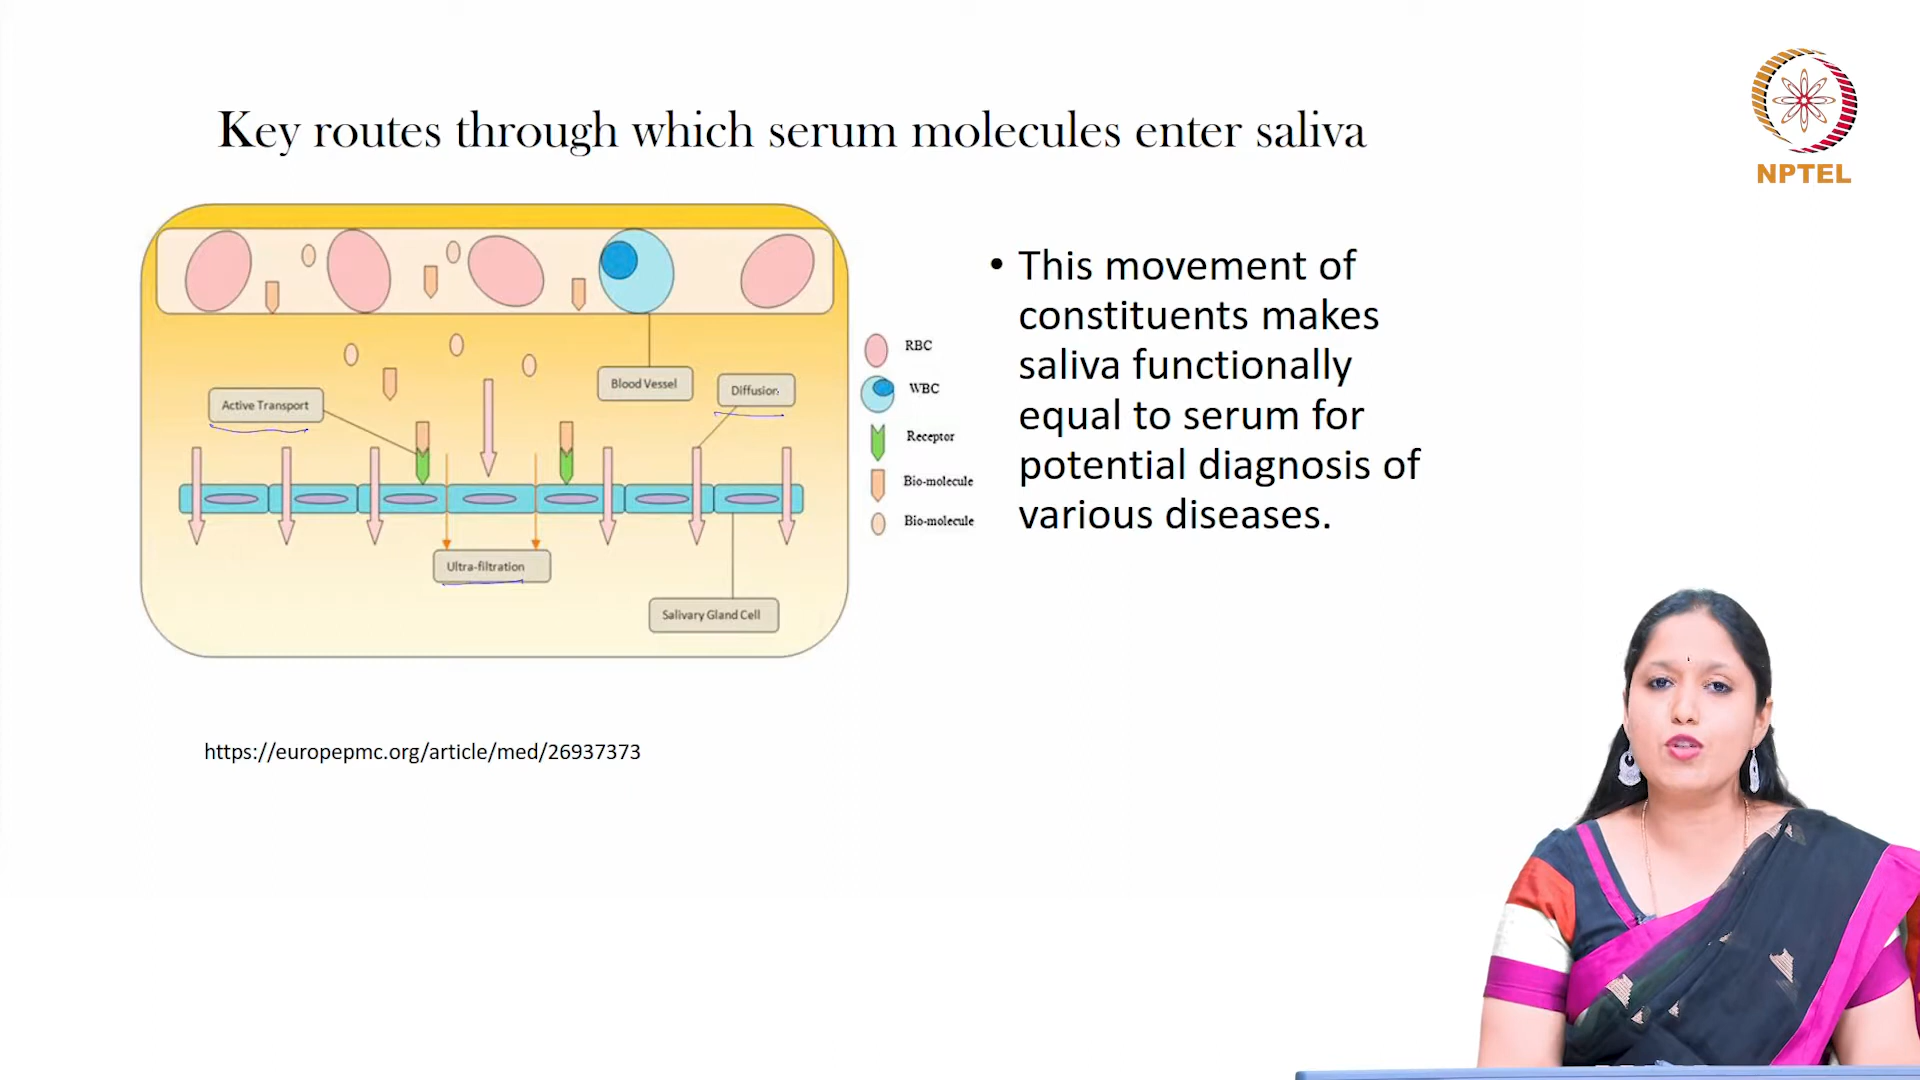 Key routes through which serum molecules enter saliva
NPTEL
Active Transport
Blood Vessel
Diffusion
Ultra-filtration
Salivary Gland Cell
RBC
WBC
Receptor
Bio-molecule
Bio-molecule
• This movement of
constituents makes
saliva functionally
equal to serum for
potential diagnosis of
various diseases.
https://europepmc.org/article/med/26937373